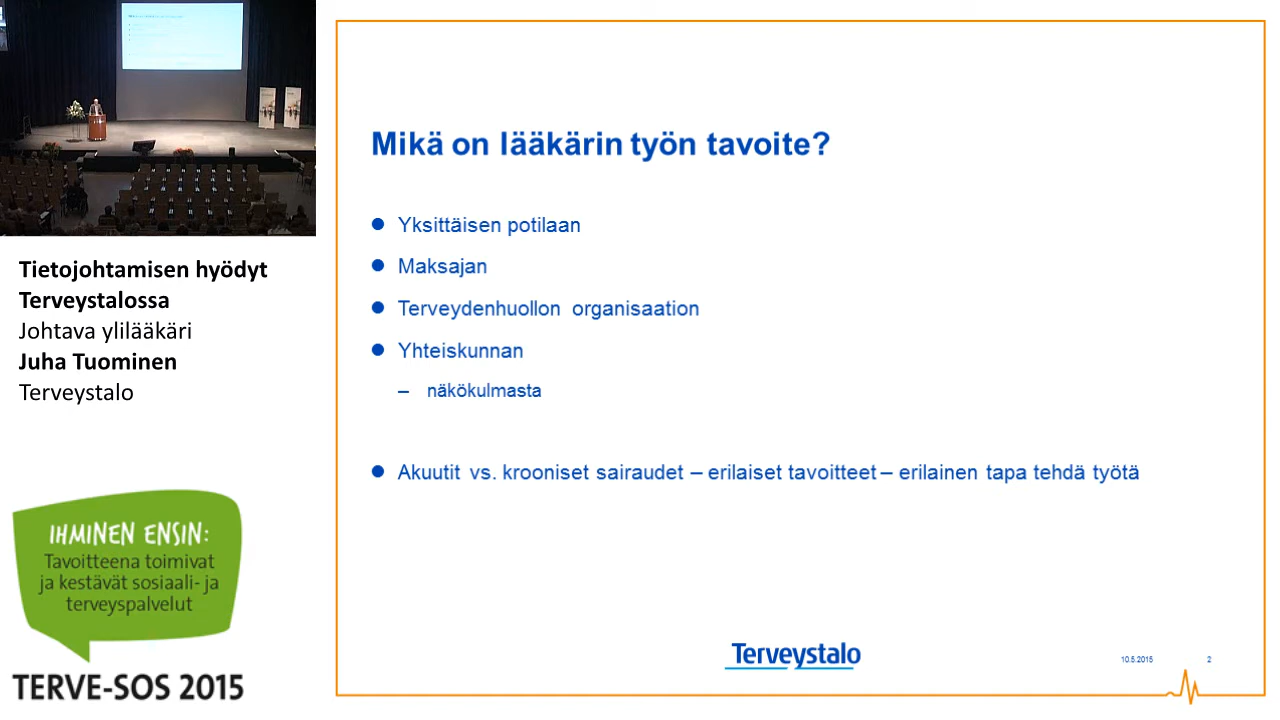 Tietojohtamisen hyödyt
Terveystalossa
Johtava ylilääkäri
Juha Tuominen
Terveystalo
IHMINEN ENSIN:
Tavoitteena toimivat
ja kestävät sosiaali- ja
terveyspalvelut
TERVE-SOS 2015
Mikä on lääkärin työn tavoite?
Yksittäisen potilaan
Maksajan
Terveydenhuollon organisaation
Yhteiskunnan
– näkökulmasta
Akuutit vs. krooniset sairaudet – erilaiset tavoitteet – erilainen tapa tehdä työtä
Terveystalo
10.5.2015
2